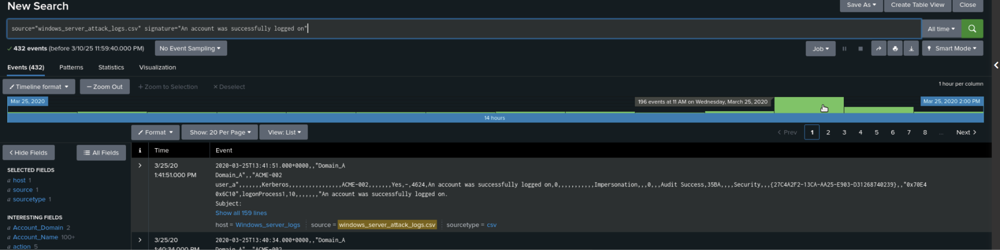 New Search
Save As
Create Table View
Close
source="windows_server_attack_logs.csv" signature="An account was successfully logged on"
All time
432 events (before 3/10/25 11:59:40.000 PM)
No Event Sampling
Job
Smart Mode
Events (432)
Patterns
Statistics
Visualization
Timeline format
Zoom Out
+ Zoom to Selection
× Deselect
1 hour per column
Mar 25, 2020
196 events at 11 AM on Wednesday, March 25, 2020
Mar 25, 2020 2:00 PM
14 hours
Format
Show: 20 Per Page
View: List
< Prev
1
2
3
4
5
6
7
8
...
Next >
< Hide Fields
All Fields
i
Time
Event
SELECTED FIELDS
a host 1
a source 1
a sourcetype 1
INTERESTING FIELDS
a Account_Domain 2
a Account_Name 100+
a action 5
3/25/20
1:41:51.000 PM
2020-03-25T13:41:51.000+0000,,"Domain_A
Domain_A",,"ACME-002
user_a",,,,,,,Kerberos,,,,,,,,,,,,,,,,ACME-002,,,,,,,Yes,-,4624,An account was successfully logged on,0,,,,,,,,,,,Impersonation,,,0,,,Audit Success,35BA,,,,Security,,,{27C4A2F2-13CA-AA25-E903-D31268740239},,"0x70E4
0x6C10",logonProcess1,10,,,,,,,"An account was successfully logged on.
Subject:
Show all 159 lines
host = Windows_server_logs
source = windows_server_attack_logs.csv
sourcetype = csv
3/25/20
1:40:34.000 PM
2020-03-25T13:40:34.000+0000,,"Domain_A
Domain_A",,"ACME-002